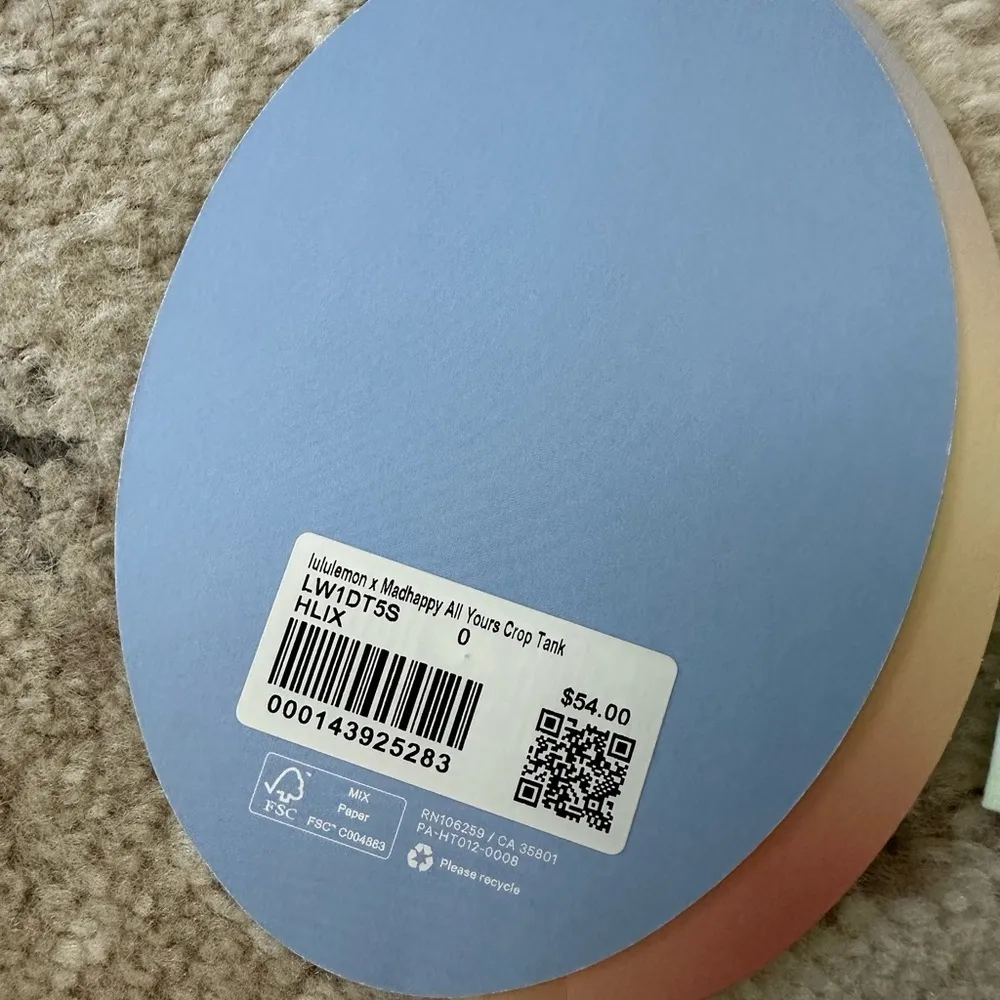 lululemon x Madhappy All Yours Crop Tank
LW1DT5S
HLIX 0
$54.00
000143925283
FSC
MIX
Paper
FSC™ C004583
RN106259 / CA 35801
PA-HT012-0008
Please recycle